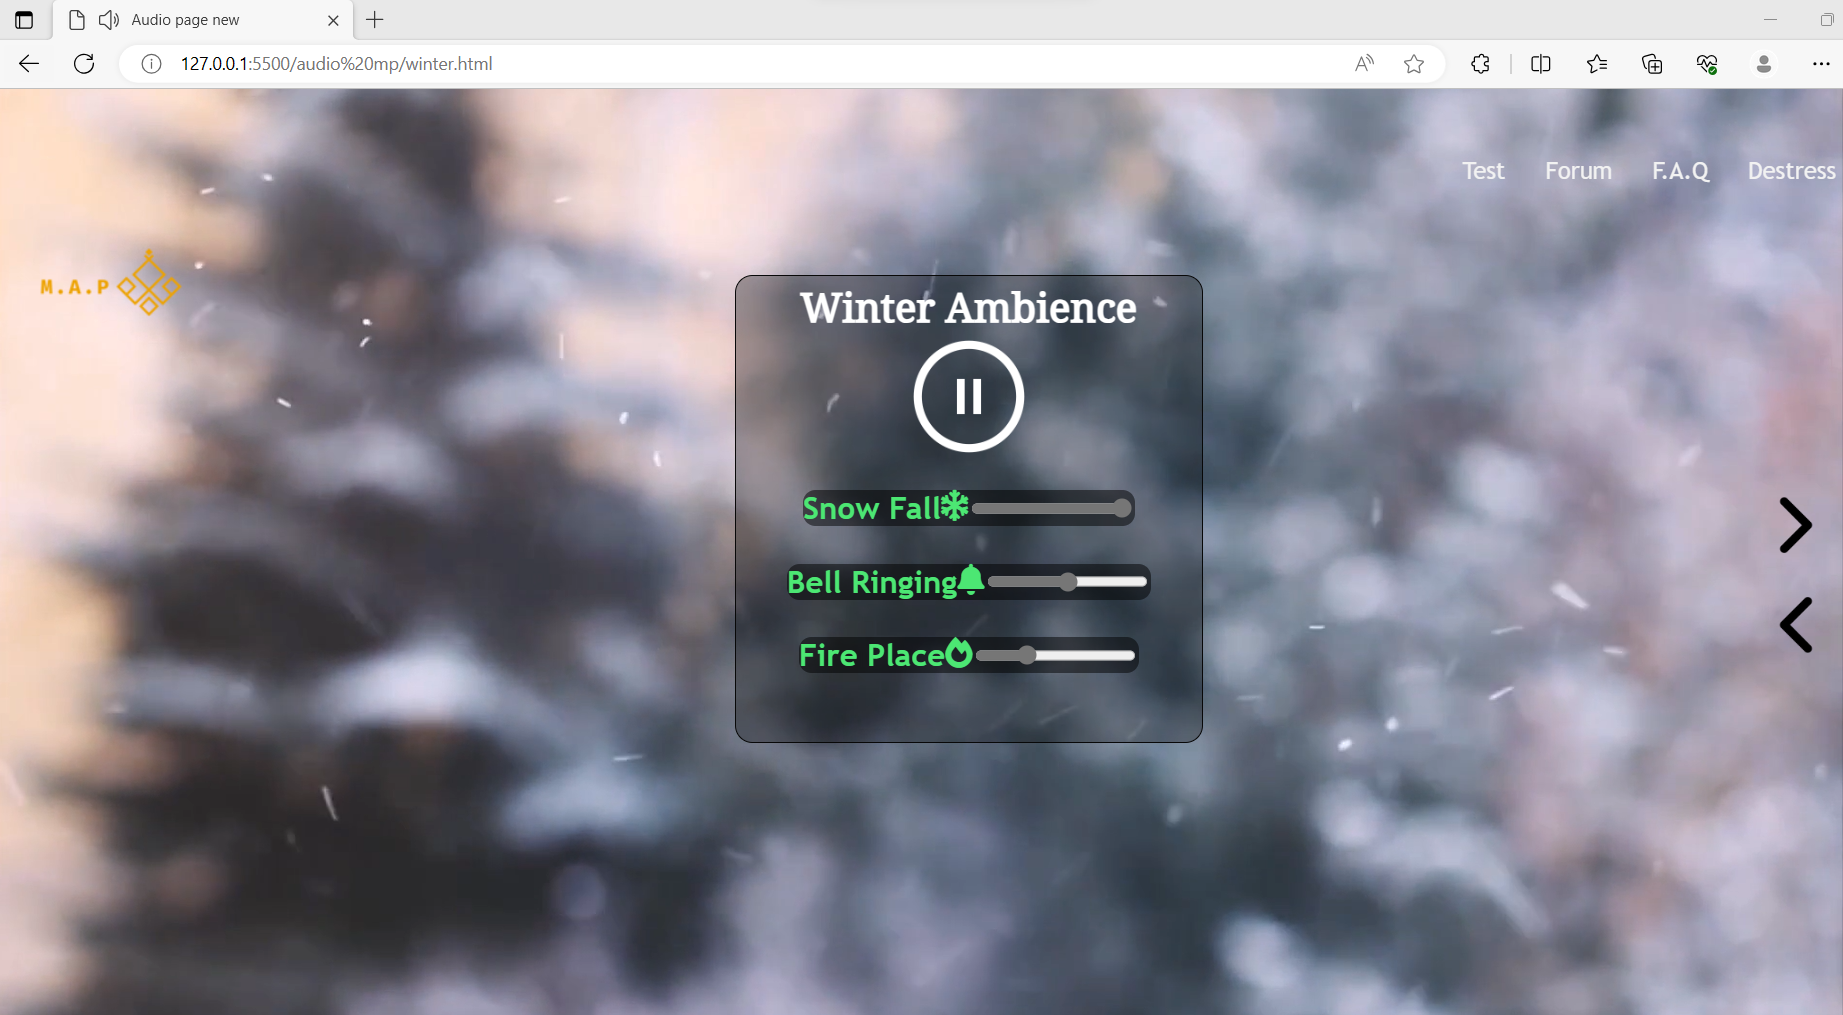 Audio page new
127.0.0.1:5500/audio%20mp/winter.html
Test Forum F.A.Q Destress
M.A.P
Winter Ambience
Snow Fall
Bell Ringing
Fire Place